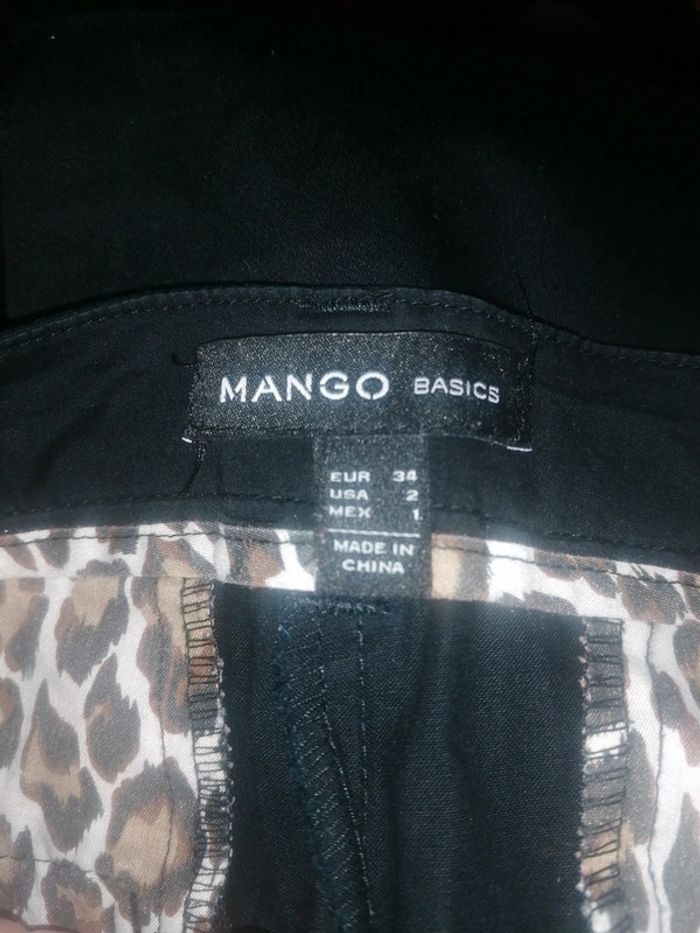 MANGO BASICS
EUR 34
USA 2
MEX 1
MADE IN
CHINA